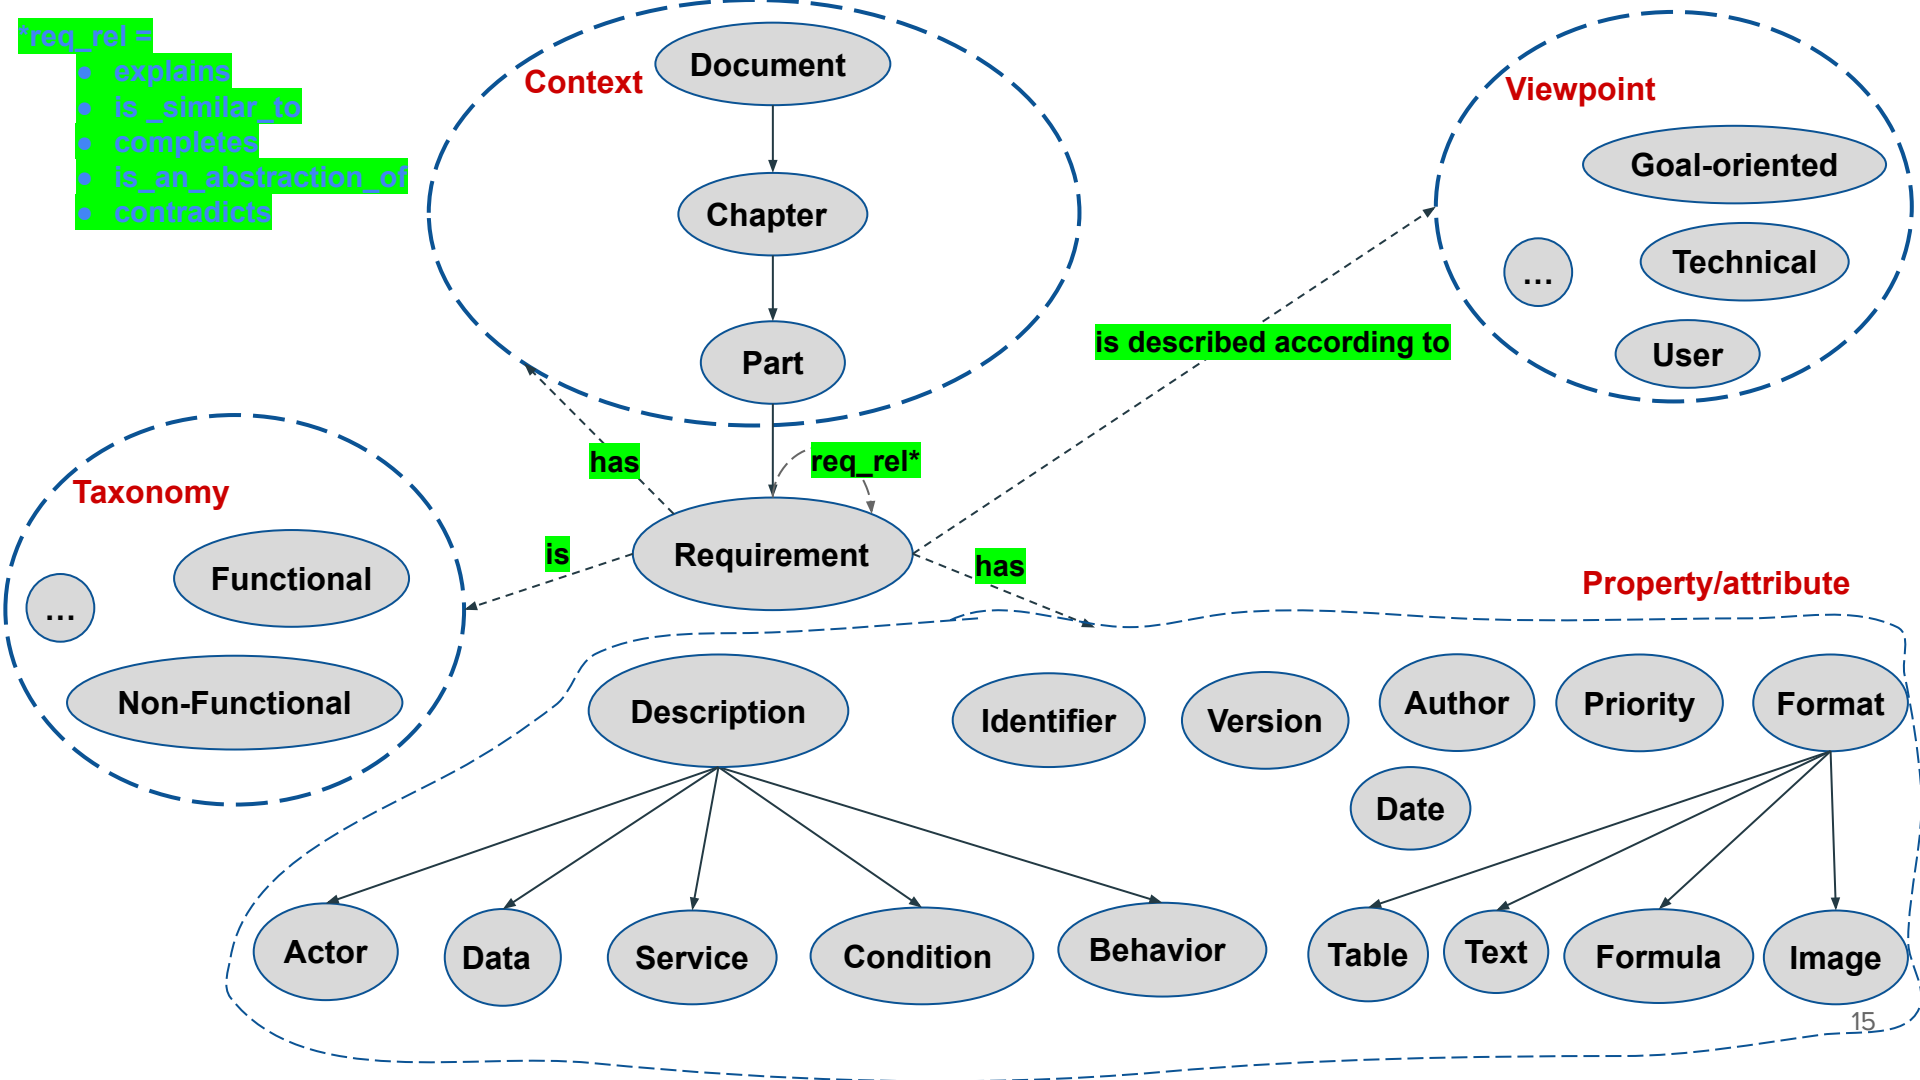 *req_rel =
● explains
● is _similar_to
● completes
● is_an_abstraction_of
● contradicts
Context
Document
Chapter
Part
Viewpoint
Goal-oriented
...
Technical
User
is described according to
has
req_rel*
Taxonomy
Functional
...
Non-Functional
is
Requirement
has
Property/attribute
Description
Identifier
Version
Author
Priority
Format
Date
Actor
Data
Service
Condition
Behavior
Table
Text
Formula
Image
15